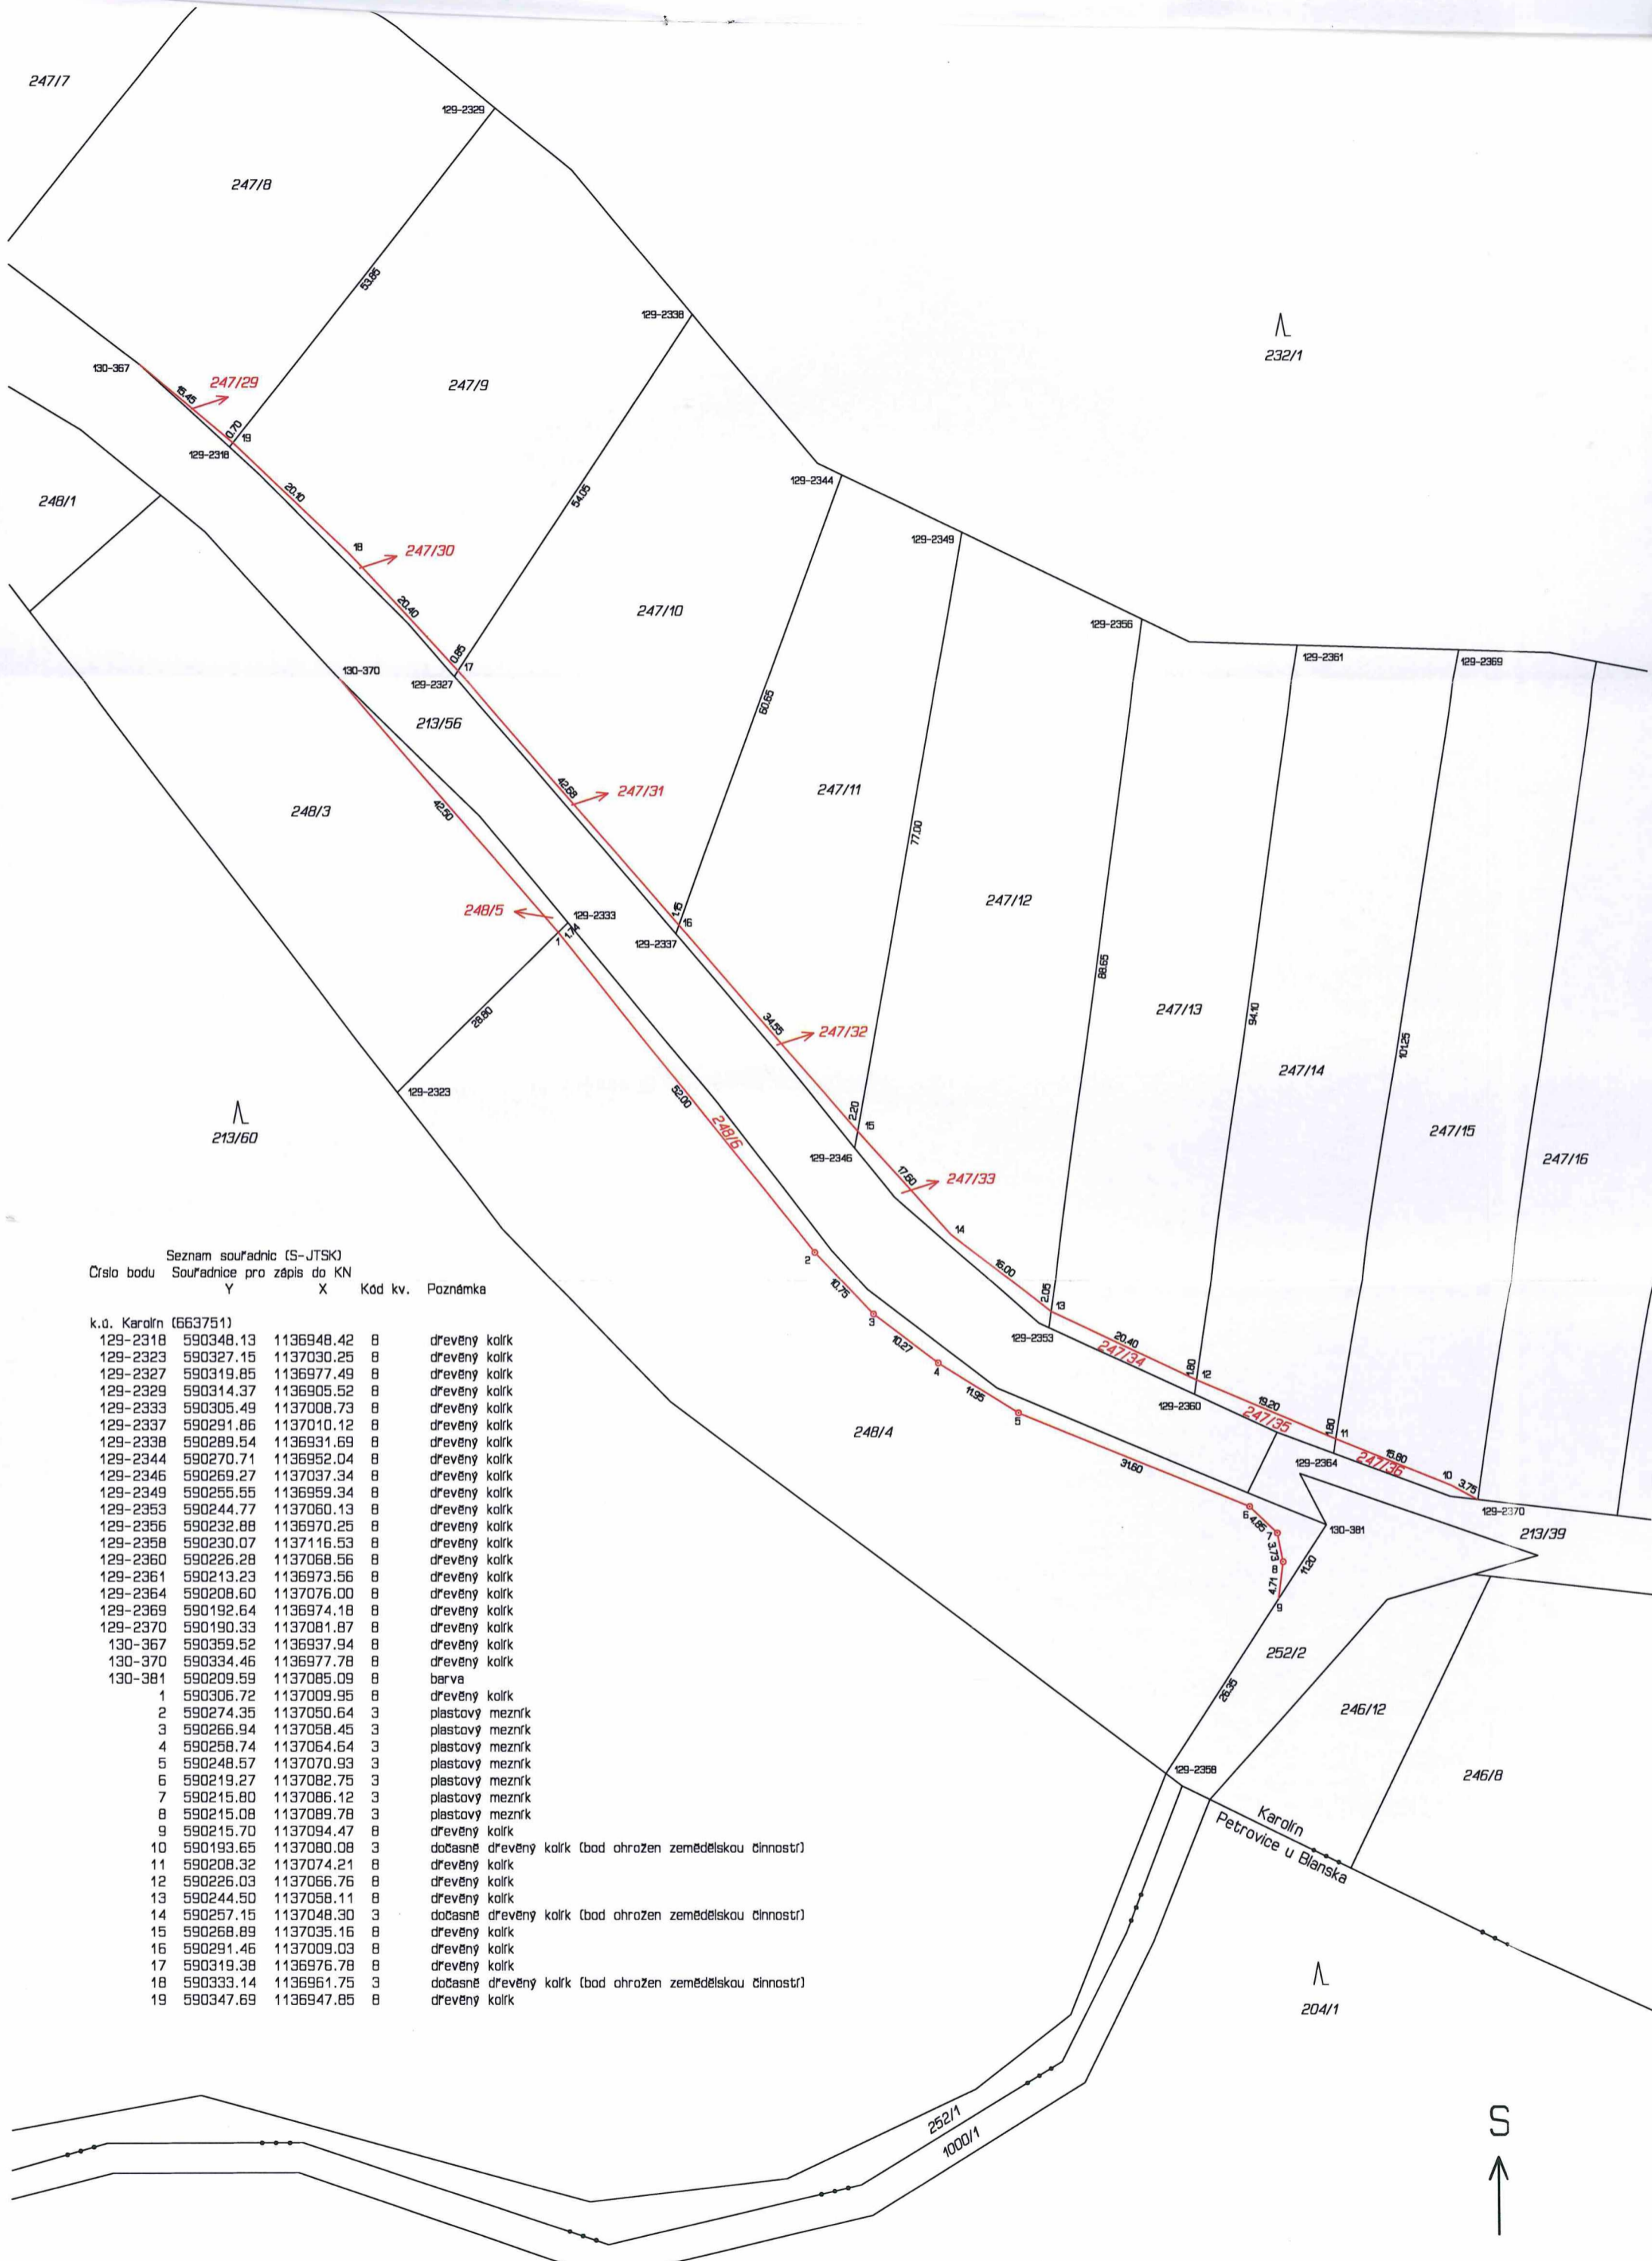 247/7
129-2329
247/8
53.85
129-2338
232/1
130-367
15.45
247/29
247/9
0.70
19
129-2318
129-2344
248/1
20.10
54.05
129-2349
18
247/30
20.40
247/10
129-2356
0.85
17
129-2361
129-2369
130-370
129-2327
60.65
213/56
42.68
247/31
247/11
248/3
42.50
77.00
247/12
248/5
129-2333
1
1.74
1.15
16
129-2337
88.65
247/13
94.10
28.80
34.55
247/32
101.25
247/14
129-2323
52.00
248/6
2.20
15
213/60
129-2346
247/15
247/16
17.60
247/33
14
2
16.00
10.75
2.05
13
3
129-2353
20.40
247/34
10.27
4
1.80
12
11.95
129-2360
19.20
247/35
5
1.80
11
248/4
15.80
247/36
129-2364
31.60
10
3.75
129-2370
6
4.85
7
130-381
213/39
3.73
8
11.20
4.71
9
252/2
26.35
246/12
129-2358
246/8
Karolín
Petrovice u Blanska
204/1
252/1
1000/1
S
Seznam souřadnic (S-JTSK)
Číslo bodu Souřadnice pro zápis do KN
Y X Kód kv. Poznámka
k.ú. Karolín (663751)
129-2318 590348.13 1136948.42 8 dřevěný kolík
129-2323 590327.15 1137030.25 8 dřevěný kolík
129-2327 590319.85 1136977.49 8 dřevěný kolík
129-2329 590314.37 1136905.52 8 dřevěný kolík
129-2333 590305.49 1137008.73 8 dřevěný kolík
129-2337 590291.86 1137010.12 8 dřevěný kolík
129-2338 590289.54 1136931.69 8 dřevěný kolík
129-2344 590270.71 1136952.04 8 dřevěný kolík
129-2346 590269.27 1137037.34 8 dřevěný kolík
129-2349 590255.55 1136959.34 8 dřevěný kolík
129-2353 590244.77 1137060.13 8 dřevěný kolík
129-2356 590232.88 1136970.25 8 dřevěný kolík
129-2358 590230.07 1137116.53 8 dřevěný kolík
129-2360 590226.28 1137068.56 8 dřevěný kolík
129-2361 590213.23 1136973.56 8 dřevěný kolík
129-2364 590208.60 1137076.00 8 dřevěný kolík
129-2369 590192.64 1136974.18 8 dřevěný kolík
129-2370 590190.33 1137081.87 8 dřevěný kolík
130-367 590359.52 1136937.94 8 dřevěný kolík
130-370 590334.46 1136977.78 8 dřevěný kolík
130-381 590209.59 1137085.09 8 barva
1 590306.72 1137009.95 8 dřevěný kolík
2 590274.35 1137050.64 3 plastový mezník
3 590266.94 1137058.45 3 plastový mezník
4 590258.74 1137064.64 3 plastový mezník
5 590248.57 1137070.93 3 plastový mezník
6 590219.27 1137082.75 3 plastový mezník
7 590215.80 1137086.12 3 plastový mezník
8 590215.08 1137089.78 3 plastový mezník
9 590215.70 1137094.47 8 dřevěný kolík
10 590193.65 1137080.08 3 dočasně dřevěný kolík (bod ohrožen zemědělskou činností)
11 590208.32 1137074.21 8 dřevěný kolík
12 590226.03 1137066.76 8 dřevěný kolík
13 590244.50 1137058.11 8 dřevěný kolík
14 590257.15 1137048.30 3 dočasně dřevěný kolík (bod ohrožen zemědělskou činností)
15 590268.89 1137035.16 8 dřevěný kolík
16 590291.46 1137009.03 8 dřevěný kolík
17 590319.38 1136976.78 8 dřevěný kolík
18 590333.14 1136961.75 3 dočasně dřevěný kolík (bod ohrožen zemědělskou činností)
19 590347.69 1136947.85 8 dřevěný kolík